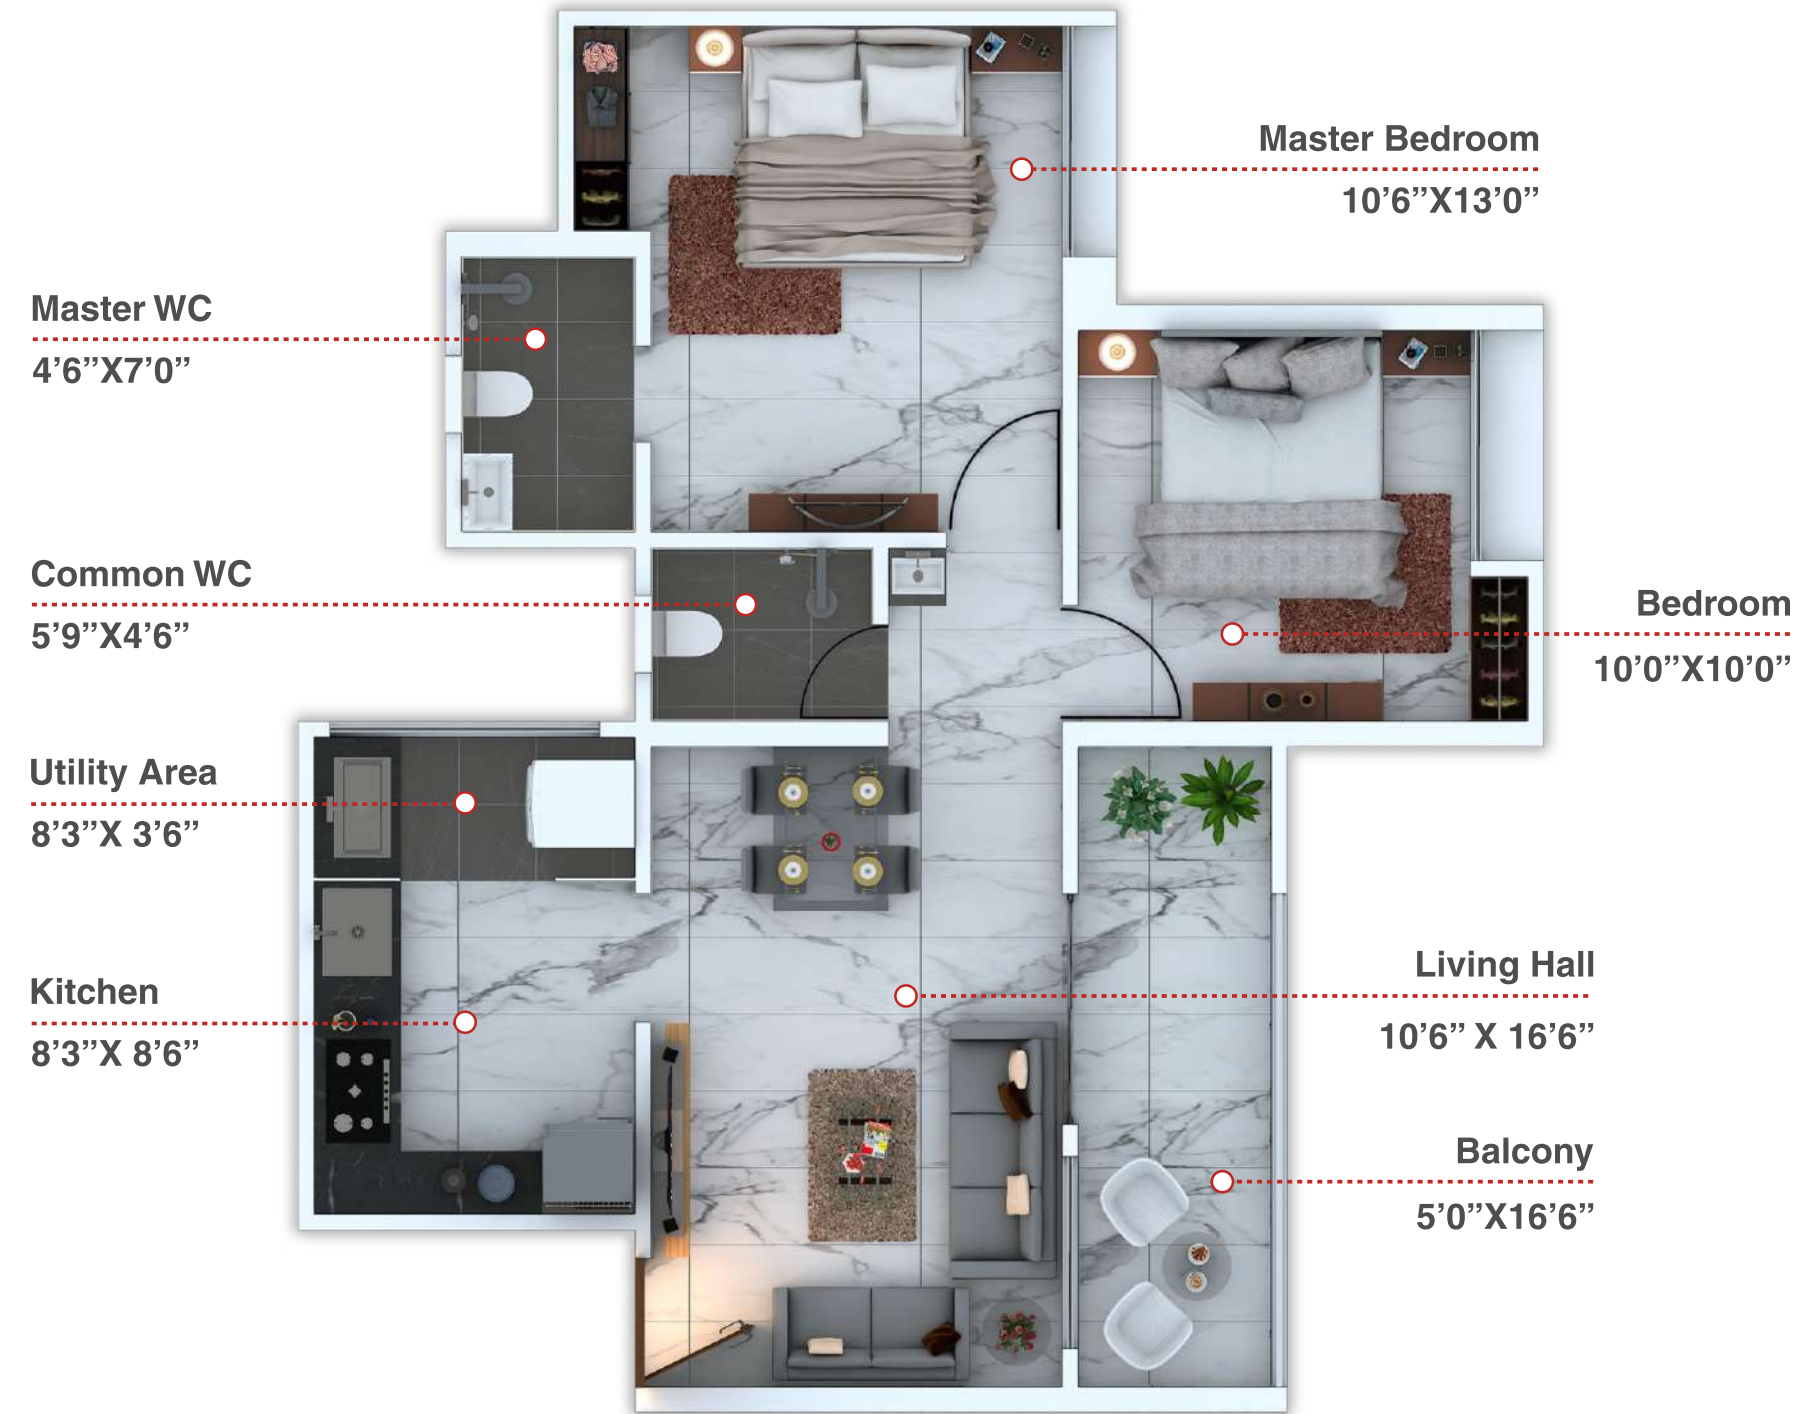 Master Bedroom
10’6”X13’0”
Master WC
4’6”X7’0”
Common WC
5’9”X4’6”
Bedroom
10’0”X10’0”
Utility Area
8’3”X 3’6”
Living Hall
10’6” X 16’6”
Kitchen
8’3”X 8’6”
Balcony
5’0”X16’6”